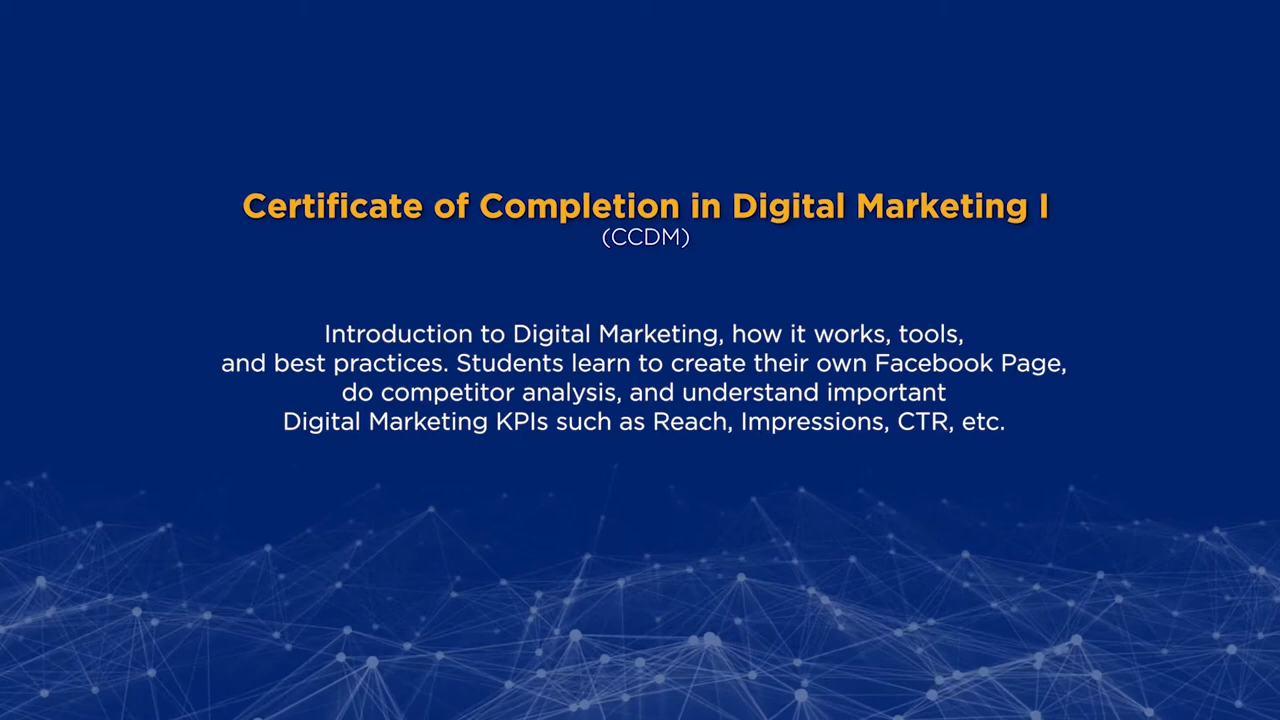 Certificate of Completion in Digital Marketing I
(CCDM)
Introduction to Digital Marketing, how it works, tools,
and best practices. Students learn to create their own Facebook Page,
do competitor analysis, and understand important
Digital Marketing KPIs such as Reach, Impressions, CTR, etc.